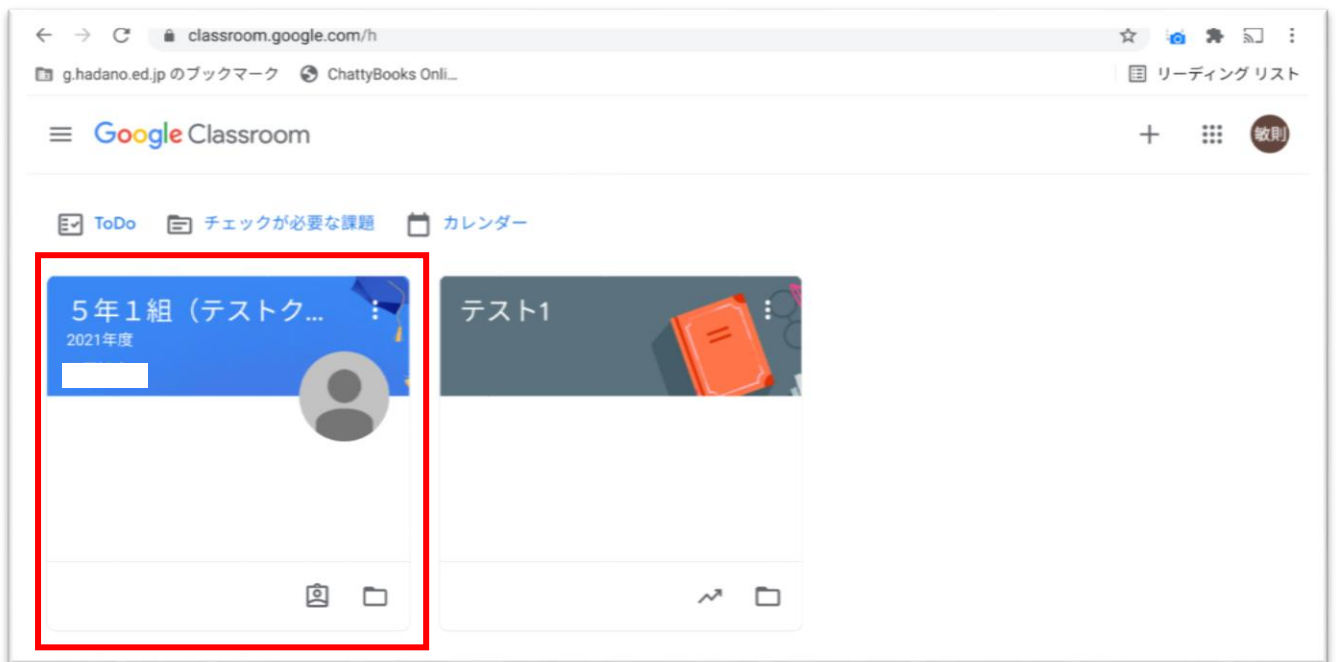 classroom.google.com/h
g.hadano.ed.jp のブックマーク ChattyBooks Onli...
リーディング リスト
Google Classroom
敏則
ToDo チェックが必要な課題 カレンダー
５年１組（テストク...
2021年度
テスト1